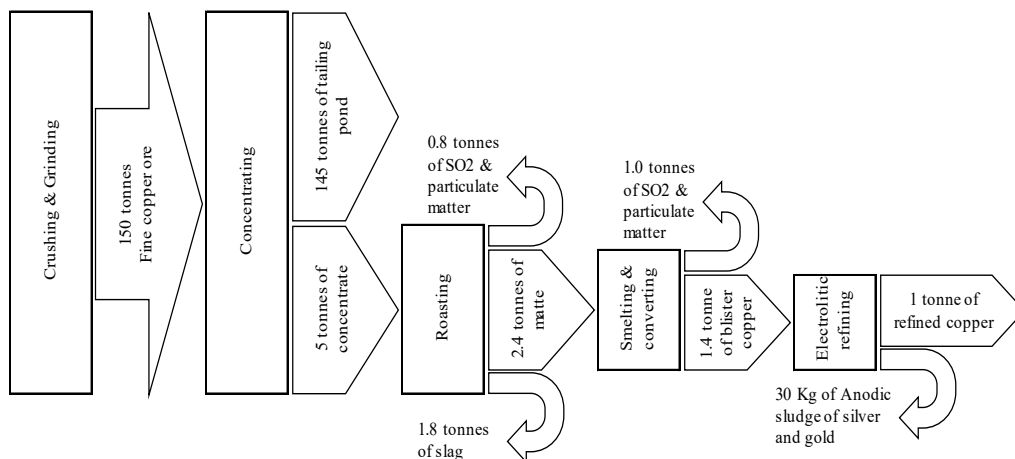 Crushing & Grinding
150 tonnes
Fine copper ore
Concentrating
145 tonnes of tailing
pond
5 tonnes of
concentrate
0.8 tonnes
of SO2 &
particulate
matter
Roasting
2.4 tonnes of
matte
1.8 tonnes
of slag
1.0 tonnes
of SO2 &
particulate
matter
Smelting &
converting
1.4 tonne
of blister
copper
Electrolitic
refining
1 tonne of
refined copper
30 Kg of Anodic
sludge of silver
and gold